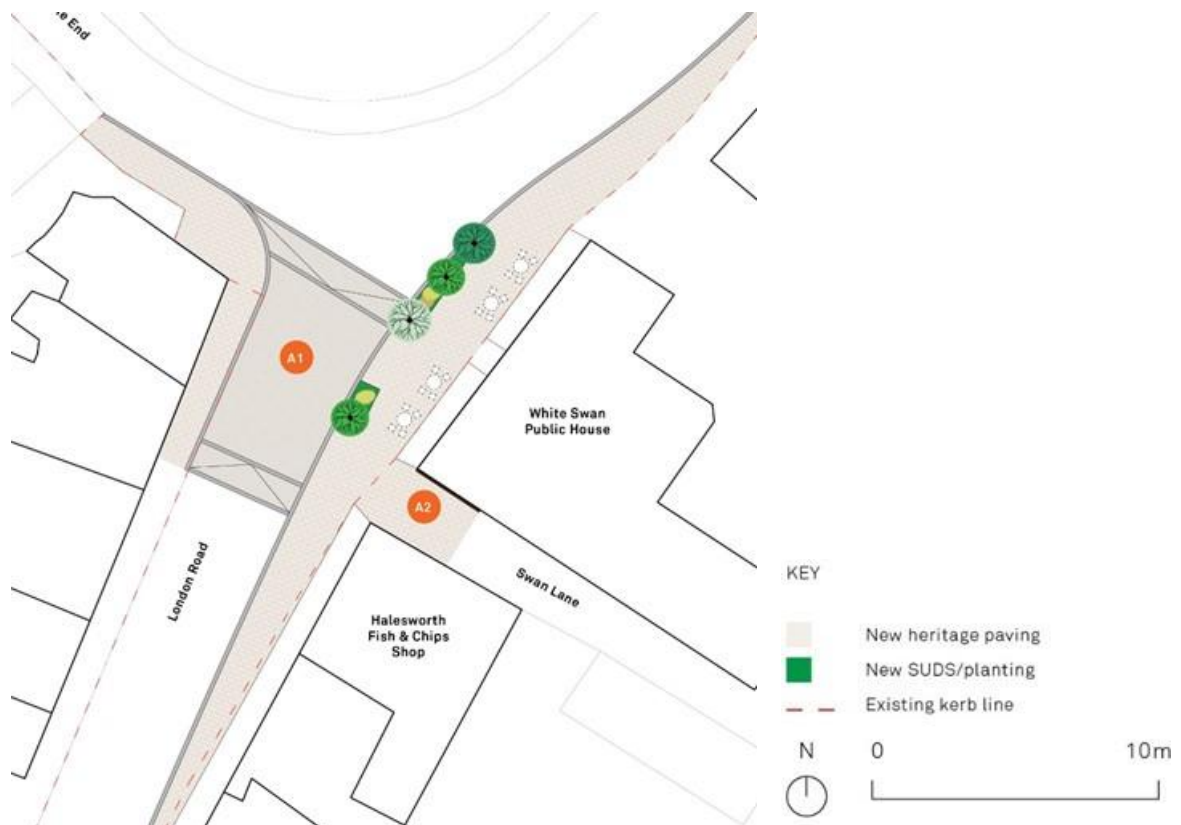 End
A1
White Swan
Public House
A2
London Road
Swan Lane
Halesworth
Fish & Chips
Shop
KEY
New heritage paving
New SUDS/planting
Existing kerb line
N
0
10m